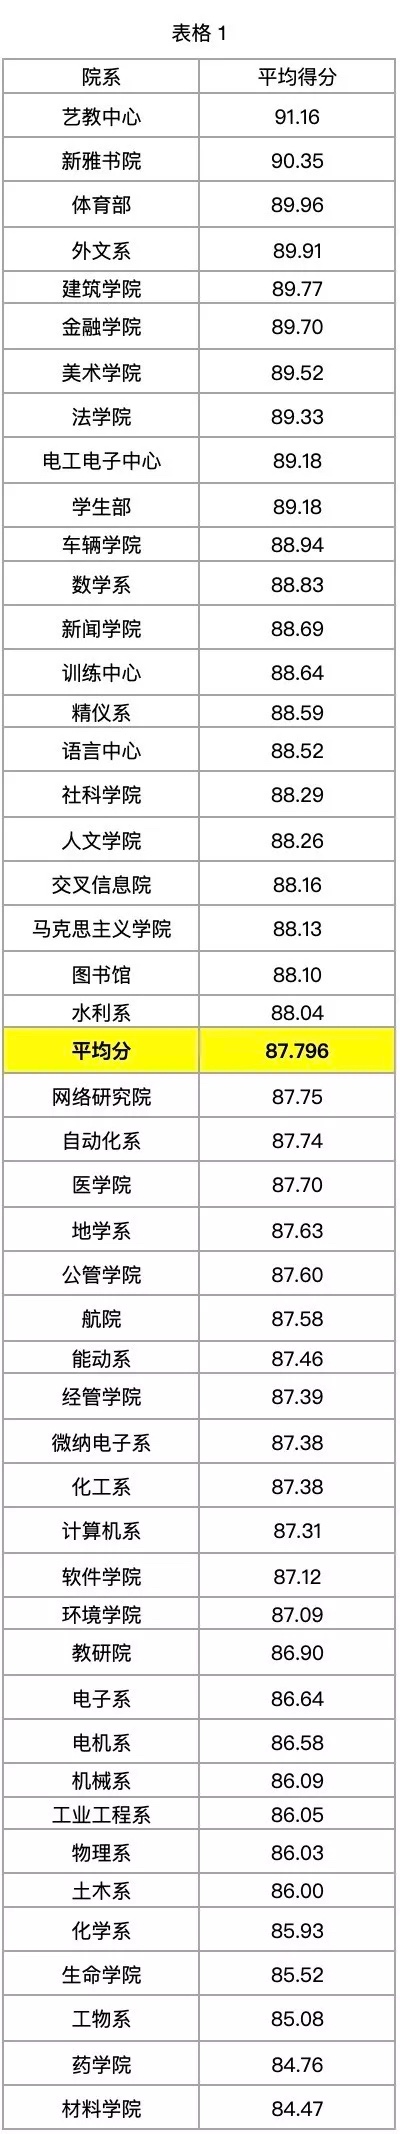 表格 1
院系 平均得分
艺教中心 91.16
新雅书院 90.35
体育部 89.96
外文系 89.91
建筑学院 89.77
金融学院 89.70
美术学院 89.52
法学院 89.33
电工电子中心 89.18
学生部 89.18
车辆学院 88.94
数学系 88.83
新闻学院 88.69
训练中心 88.64
精仪系 88.59
语言中心 88.52
社科学院 88.29
人文学院 88.26
交叉信息院 88.16
马克思主义学院 88.13
图书馆 88.10
水利系 88.04
平均分 87.796
网络研究院 87.75
自动化系 87.74
医学院 87.70
地学系 87.63
公管学院 87.60
航院 87.58
能动系 87.46
经管学院 87.39
微纳电子系 87.38
化工系 87.38
计算机系 87.31
软件学院 87.12
环境学院 87.09
教研院 86.90
电子系 86.64
电机系 86.58
机械系 86.09
工业工程系 86.05
物理系 86.03
土木系 86.00
化学系 85.93
生命学院 85.52
工物系 85.08
药学院 84.76
材料学院 84.47